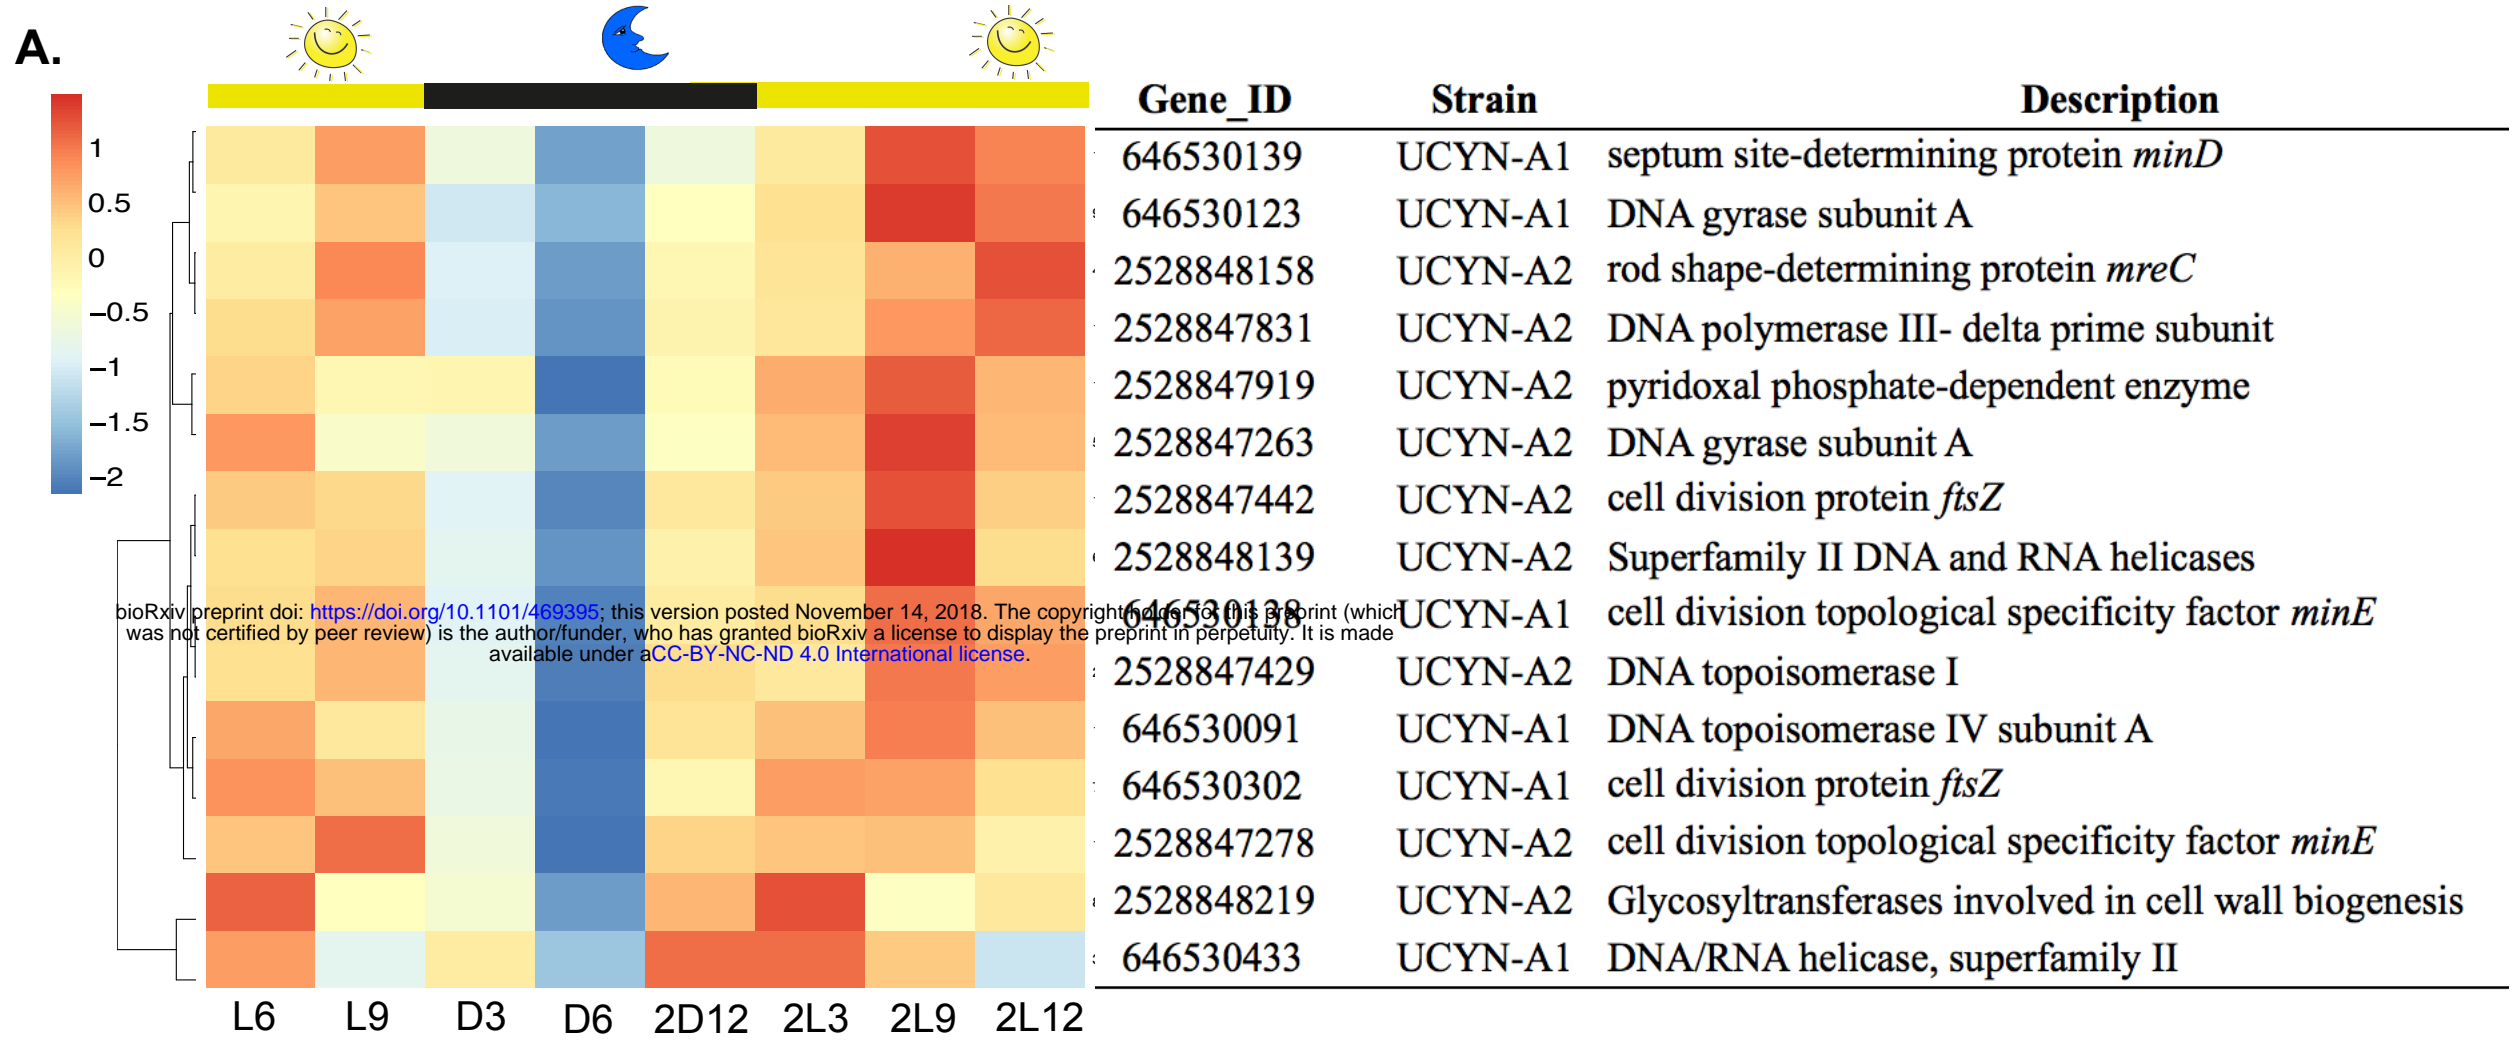 A.
1
0.5
0
−0.5
−1
−1.5
−2
Gene_ID Strain Description
646530139 UCYN-A1 septum site-determining protein minD
646530123 UCYN-A1 DNA gyrase subunit A
2528848158 UCYN-A2 rod shape-determining protein mreC
2528847831 UCYN-A2 DNA polymerase III- delta prime subunit
2528847919 UCYN-A2 pyridoxal phosphate-dependent enzyme
2528847263 UCYN-A2 DNA gyrase subunit A
2528847442 UCYN-A2 cell division protein ftsZ
2528848139 UCYN-A2 Superfamily II DNA and RNA helicases
646530138 UCYN-A1 cell division topological specificity factor minE
bioRxiv preprint doi: https://doi.org/10.1101/469395; this version posted November 14, 2018. The copyright holder for this preprint (which
was not certified by peer review) is the author/funder, who has granted bioRxiv a license to display the preprint in perpetuity. It is made
available under aCC-BY-NC-ND 4.0 International license.
2528847429 UCYN-A2 DNA topoisomerase I
646530091 UCYN-A1 DNA topoisomerase IV subunit A
646530302 UCYN-A1 cell division protein ftsZ
2528847278 UCYN-A2 cell division topological specificity factor minE
2528848219 UCYN-A2 Glycosyltransferases involved in cell wall biogenesis
646530433 UCYN-A1 DNA/RNA helicase, superfamily II
L6 L9 D3 D6 2D12 2L3 2L9 2L12